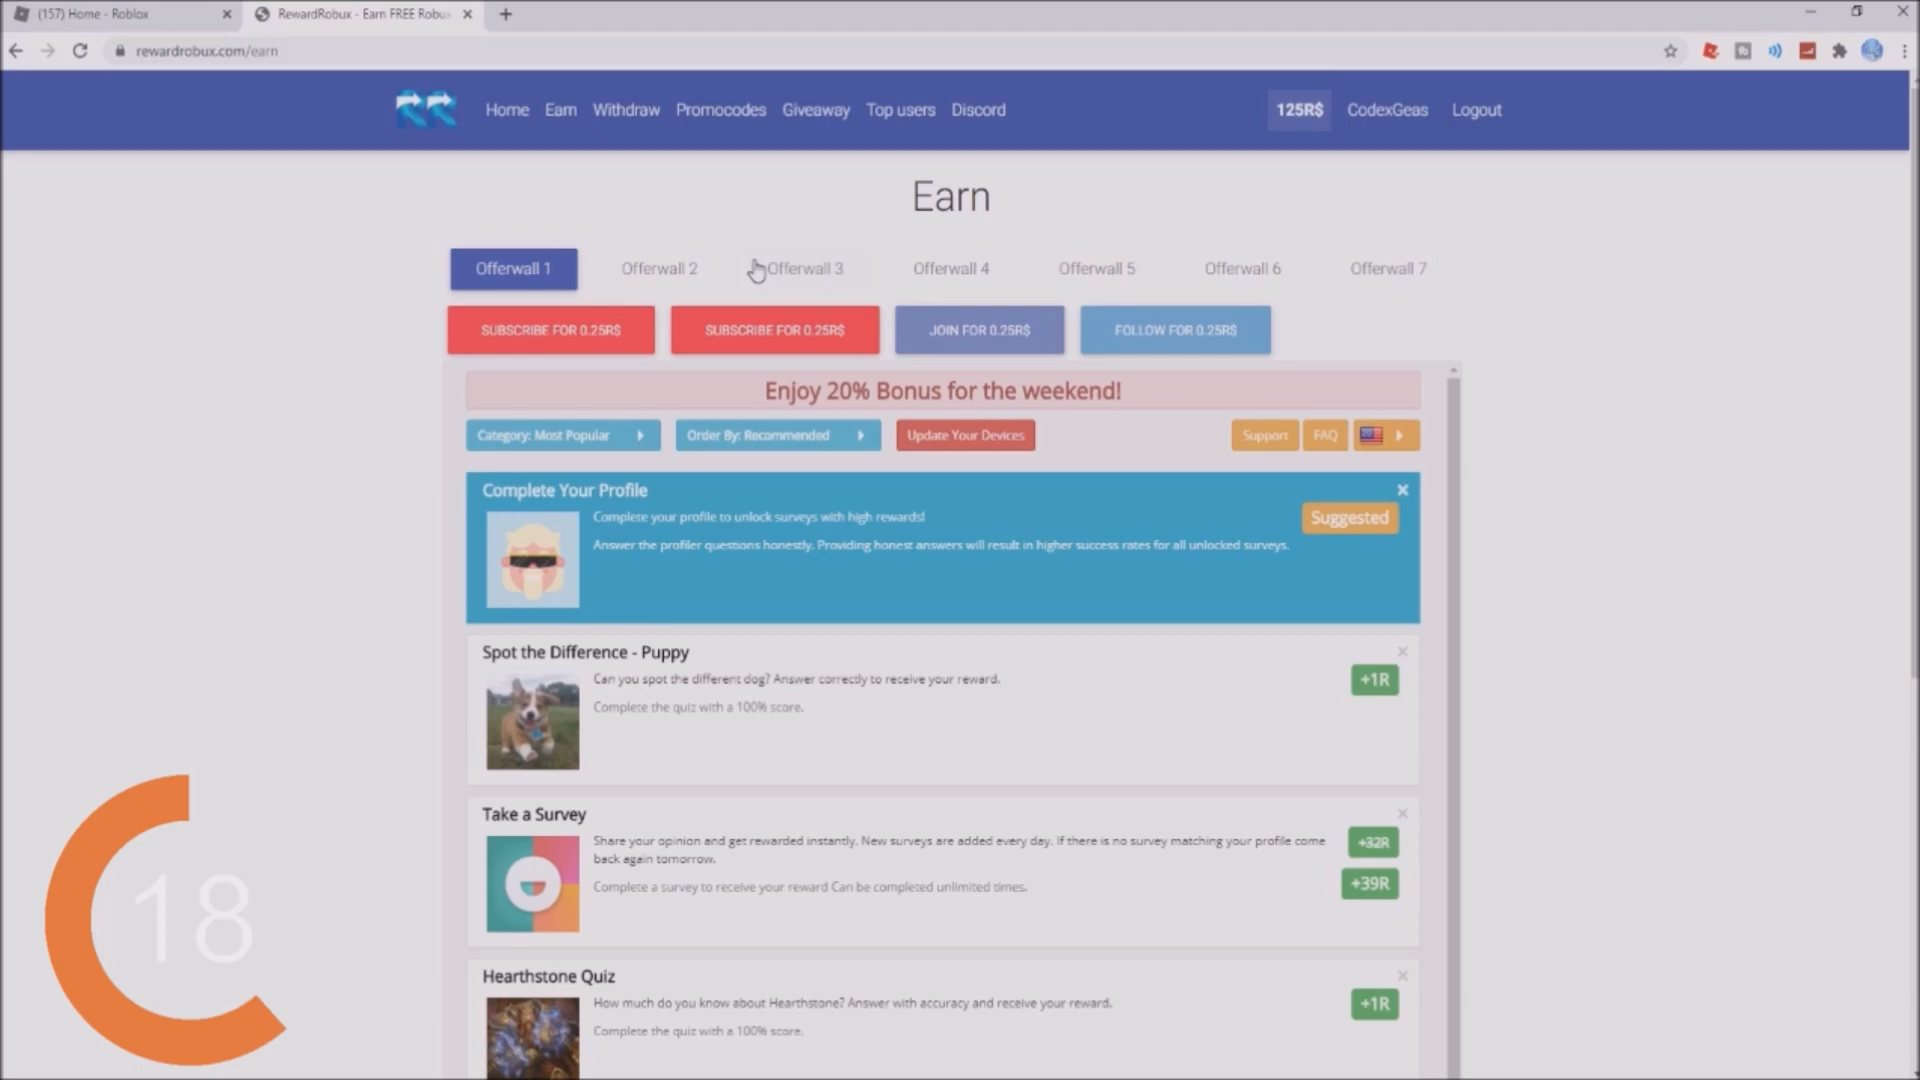 (157) Home - Roblox
RewardRobux - Earn FREE Robux
rewardrobux.com/earn
Home Earn Withdraw Promocodes Giveaway Top users Discord 125R$ CodexGeas Logout
Earn
Offerwall 1 Offerwall 2 Offerwall 3 Offerwall 4 Offerwall 5 Offerwall 6 Offerwall 7
SUBSCRIBE FOR 0.25R$ SUBSCRIBE FOR 0.25R$ JOIN FOR 0.25R$ FOLLOW FOR 0.25R$
Enjoy 20% Bonus for the weekend!
Category: Most Popular Order By: Recommended Update Your Devices Support FAQ
Complete Your Profile
Complete your profile to unlock surveys with high rewards!
Suggested
Answer the profiler questions honestly. Providing honest answers will result in higher success rates for all unlocked surveys.
Spot the Difference - Puppy
Can you spot the different dog? Answer correctly to receive your reward.
+1R
Complete the quiz with a 100% score.
Take a Survey
Share your opinion and get rewarded instantly. New surveys are added every day. If there is no survey matching your profile come
back again tomorrow.
+32R
Complete a survey to receive your reward Can be completed unlimited times.
+39R
Hearthstone Quiz
How much do you know about Hearthstone? Answer with accuracy and receive your reward.
+1R
Complete the quiz with a 100% score.
18